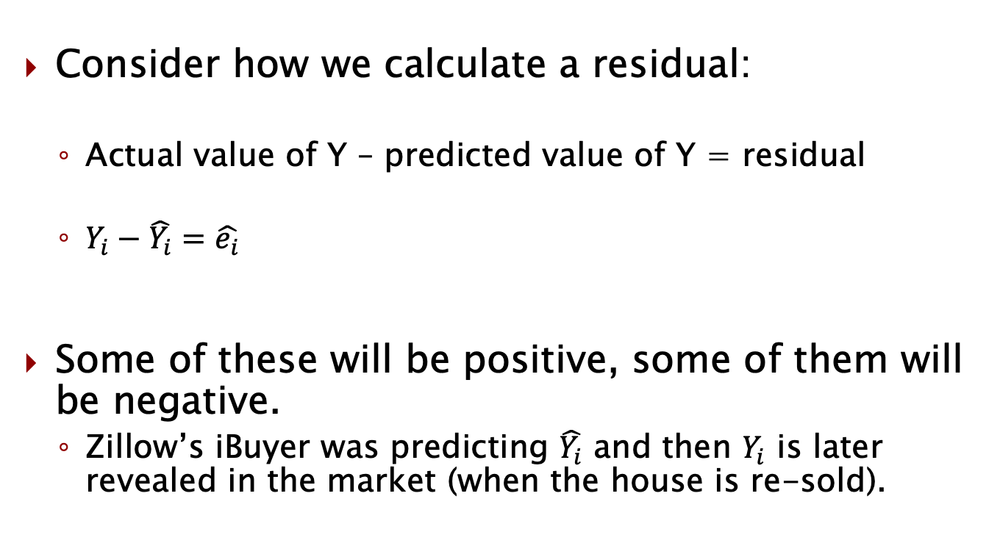 Consider how we calculate a residual:
Actual value of Y – predicted value of Y = residual
$Y_i - \widehat{Y}_i = \widehat{e}_i$
Some of these will be positive, some of them will
be negative.
Zillow’s iBuyer was predicting $\widehat{Y}_i$ and then $Y_i$ is later
revealed in the market (when the house is re-sold).